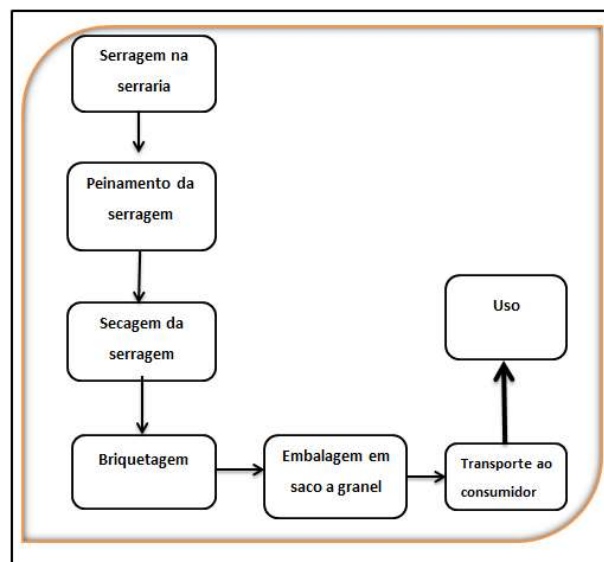 Serragem na
serraria
Peinamento da
serragem
Secagem da
serragem
Briquetagem
Embalagem em
saco a granel
Transporte ao
consumidor
Uso